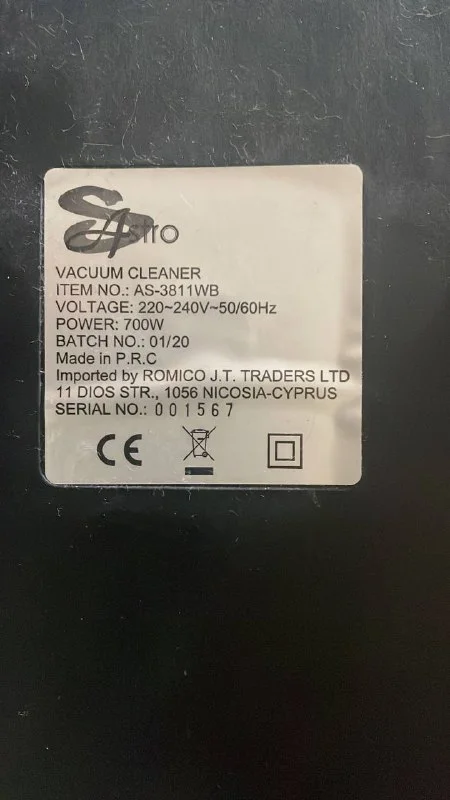 S Astro
VACUUM CLEANER
ITEM NO.: AS-3811WB
VOLTAGE: 220~240V~50/60Hz
POWER: 700W
BATCH NO.: 01/20
Made in P.R.C
Imported by ROMICO J.T. TRADERS LTD
11 DIOS STR., 1056 NICOSIA-CYPRUS
SERIAL NO.: 001567
CE